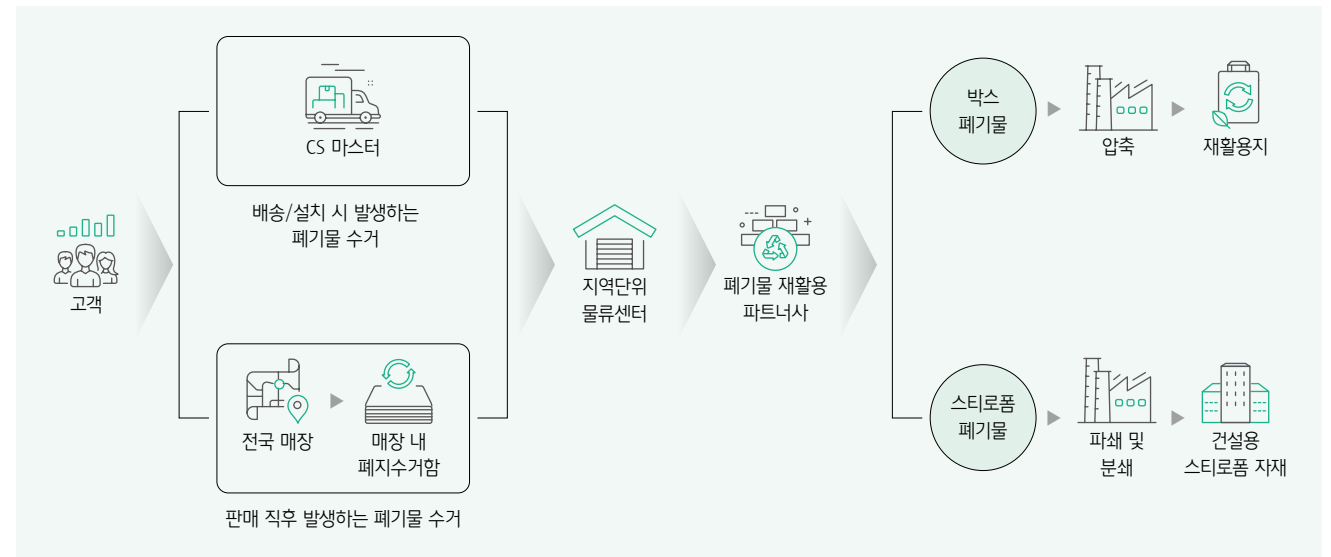 고객
CS 마스터
배송/설치 시 발생하는
폐기물 수거
전국 매장
매장 내
폐지수거함
판매 직후 발생하는 폐기물 수거
지역단위
물류센터
폐기물 재활용
파트너사
박스
폐기물
압축
재활용지
스티로폼
폐기물
파쇄 및
분쇄
건설용
스티로폼 자재